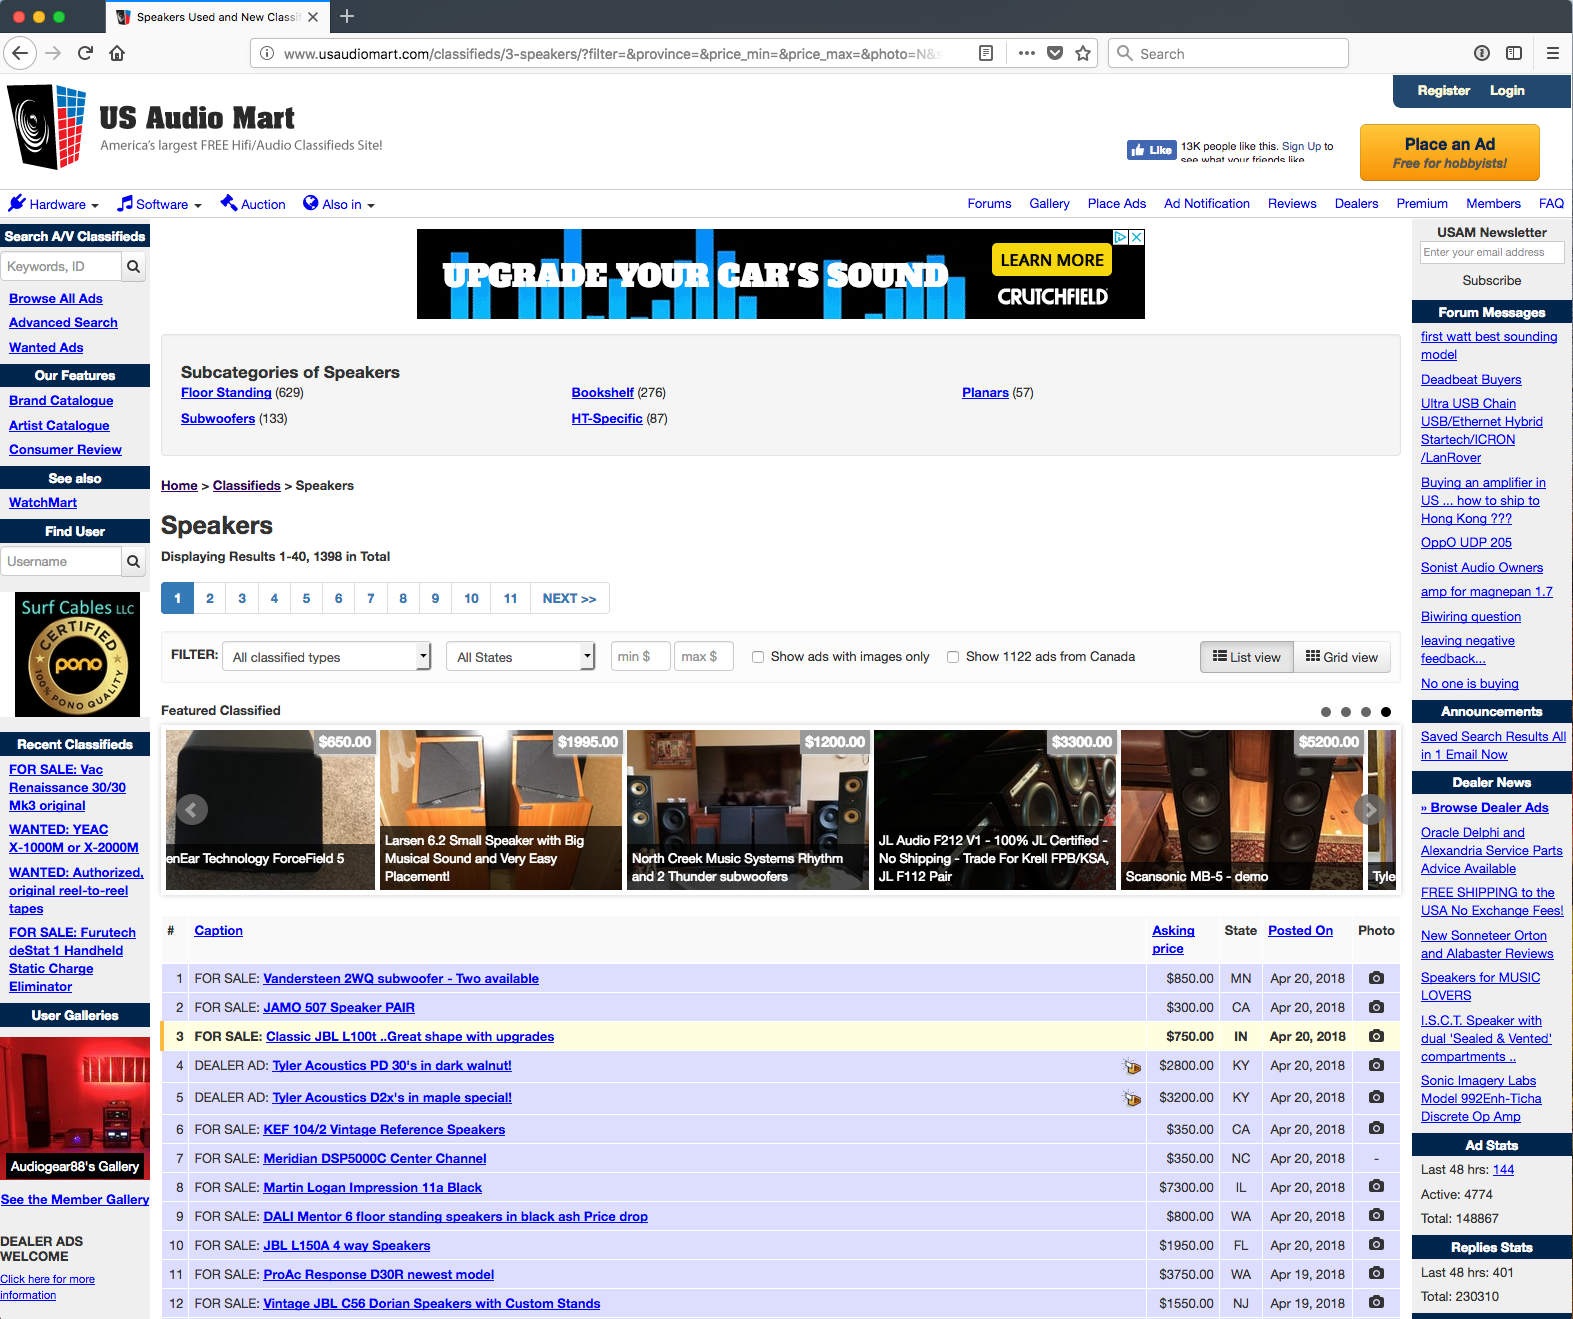 Speakers Used and New Classif
www.usaudiomart.com/classifieds/3-speakers/?filter=&province=&price_min=&price_max=&photo=N&s
Search
US Audio Mart
America's largest FREE Hifi/Audio Classifieds Site!
Register Login
Like 13K people like this. Sign Up to
see what your friends like.
Place an Ad
Free for hobbyists!
Hardware Software Auction Also in
Forums Gallery Place Ads Ad Notification Reviews Dealers Premium Members FAQ
Search A/V Classifieds
Keywords, ID
Browse All Ads
Advanced Search
Wanted Ads
Our Features
Brand Catalogue
Artist Catalogue
Consumer Review
See also
WatchMart
Find User
Username
Surf Cables LLC
CERTIFIED
pono
100% PONO QUALITY
Recent Classifieds
FOR SALE: Vac
Renaissance 30/30
Mk3 original
WANTED: YEAC
X-1000M or X-2000M
WANTED: Authorized,
original reel-to-reel
tapes
FOR SALE: Furutech
deStat 1 Handheld
Static Charge
Eliminator
User Galleries
Audiogear88's Gallery
See the Member Gallery
DEALER ADS
WELCOME
Click here for more
information
UPGRADE YOUR CAR'S SOUND
LEARN MORE
CRUTCHFIELD
Subcategories of Speakers
Floor Standing (629) Bookshelf (276) Planars (57)
Subwoofers (133) HT-Specific (87)
Home > Classifieds > Speakers
Speakers
Displaying Results 1-40, 1398 in Total
1 2 3 4 5 6 7 8 9 10 11 NEXT >>
FILTER: All classified types All States min $ max $ Show ads with images only Show 1122 ads from Canada List view Grid view
Featured Classified
$650.00
enEar Technology ForceField 5
$1995.00
Larsen 6.2 Small Speaker with Big
Musical Sound and Very Easy
Placement!
$1200.00
North Creek Music Systems Rhythm
and 2 Thunder subwoofers
$3300.00
JL Audio F212 V1 - 100% JL Certified -
No Shipping - Trade For Krell FPB/KSA,
JL F112 Pair
$5200.00
Scansonic MB-5 - demo
Tyle
# Caption Asking price State Posted On Photo
1 FOR SALE: Vandersteen 2WQ subwoofer - Two available $850.00 MN Apr 20, 2018
2 FOR SALE: JAMO 507 Speaker PAIR $300.00 CA Apr 20, 2018
3 FOR SALE: Classic JBL L100t ..Great shape with upgrades $750.00 IN Apr 20, 2018
4 DEALER AD: Tyler Acoustics PD 30's in dark walnut! $2800.00 KY Apr 20, 2018
5 DEALER AD: Tyler Acoustics D2x's in maple special! $3200.00 KY Apr 20, 2018
6 FOR SALE: KEF 104/2 Vintage Reference Speakers $350.00 CA Apr 20, 2018
7 FOR SALE: Meridian DSP5000C Center Channel $350.00 NC Apr 20, 2018 -
8 FOR SALE: Martin Logan Impression 11a Black $7300.00 IL Apr 20, 2018
9 FOR SALE: DALI Mentor 6 floor standing speakers in black ash Price drop $800.00 WA Apr 20, 2018
10 FOR SALE: JBL L150A 4 way Speakers $1950.00 FL Apr 20, 2018
11 FOR SALE: ProAc Response D30R newest model $3750.00 WA Apr 19, 2018
12 FOR SALE: Vintage JBL C56 Dorian Speakers with Custom Stands $1550.00 NJ Apr 19, 2018
USAM Newsletter
Enter your email address
Subscribe
Forum Messages
first watt best sounding
model
Deadbeat Buyers
Ultra USB Chain
USB/Ethernet Hybrid
Startech/ICRON
/LanRover
Buying an amplifier in
US ... how to ship to
Hong Kong ???
OppO UDP 205
Sonist Audio Owners
amp for magnepan 1.7
Biwiring question
leaving negative
feedback...
No one is buying
Announcements
Saved Search Results All
in 1 Email Now
Dealer News
» Browse Dealer Ads
Oracle Delphi and
Alexandria Service Parts
Advice Available
FREE SHIPPING to the
USA No Exchange Fees!
New Sonneteer Orton
and Alabaster Reviews
Speakers for MUSIC
LOVERS
I.S.C.T. Speaker with
dual 'Sealed & Vented'
compartments ..
Sonic Imagery Labs
Model 992Enh-Ticha
Discrete Op Amp
Ad Stats
Last 48 hrs: 144
Active: 4774
Total: 148867
Replies Stats
Last 48 hrs: 401
Total: 230310